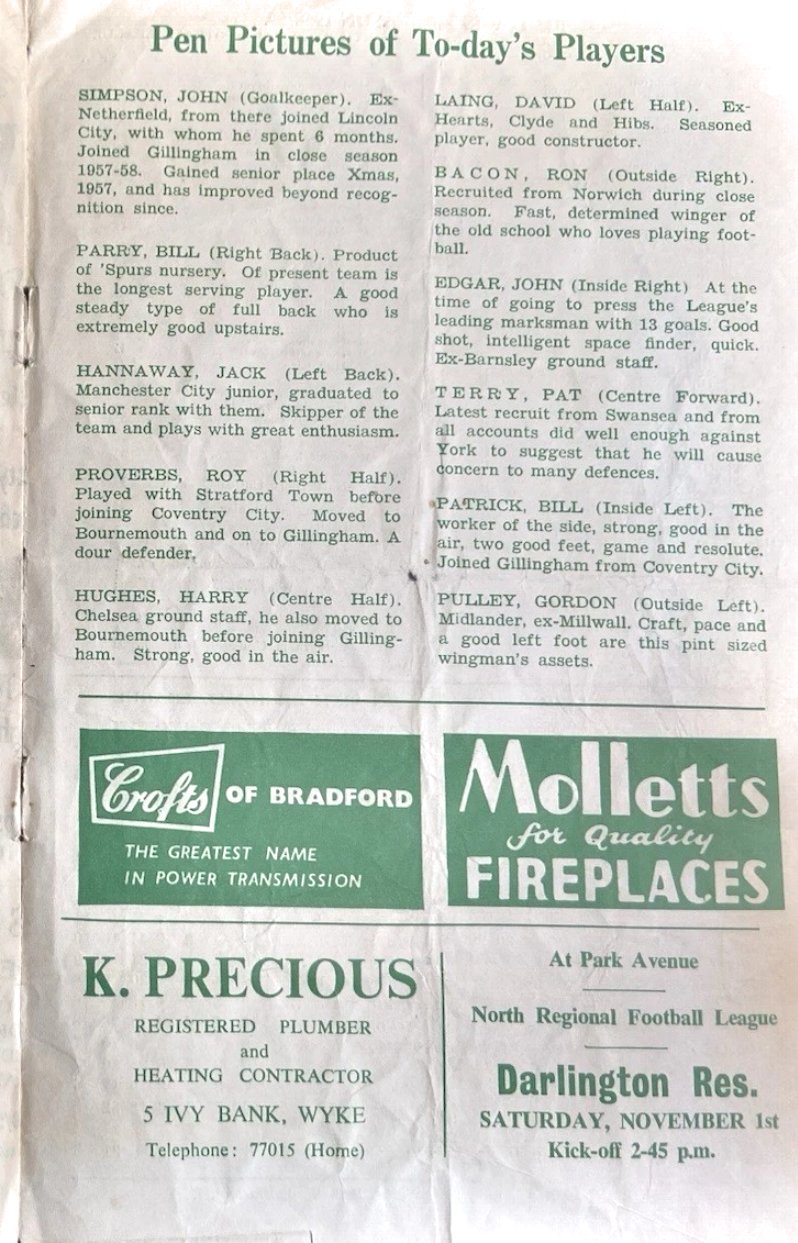 Pen Pictures of To-day's Players
SIMPSON, JOHN (Goalkeeper). Ex-
Netherfield, from there joined Lincoln
City, with whom he spent 6 months.
Joined Gillingham in close season
1957-58. Gained senior place Xmas,
1957, and has improved beyond recog-
nition since.
PARRY, BILL (Right Back). Product
of 'Spurs nursery. Of present team is
the longest serving player. A good
steady type of full back who is
extremely good upstairs.
HANNAWAY, JACK (Left Back).
Manchester City junior, graduated to
senior rank with them. Skipper of the
team and plays with great enthusiasm.
PROVERBS, ROY (Right Half).
Played with Stratford Town before
joining Coventry City. Moved to
Bournemouth and on to Gillingham. A
dour defender.
HUGHES, HARRY (Centre Half).
Chelsea ground staff, he also moved to
Bournemouth before joining Gilling-
ham. Strong, good in the air.
LAING, DAVID (Left Half). Ex-
Hearts, Clyde and Hibs. Seasoned
player, good constructor.
BACON, RON (Outside Right).
Recruited from Norwich during close
season. Fast, determined winger of
the old school who loves playing foot-
ball.
EDGAR, JOHN (Inside Right) At the
time of going to press the League's
leading marksman with 13 goals. Good
shot, intelligent space finder, quick.
Ex-Barnsley ground staff.
TERRY, PAT (Centre Forward).
Latest recruit from Swansea and from
all accounts did well enough against
York to suggest that he will cause
concern to many defences.
PATRICK, BILL (Inside Left). The
worker of the side, strong, good in the
air, two good feet, game and resolute.
Joined Gillingham from Coventry City.
PULLEY, GORDON (Outside Left).
Midlander, ex-Millwall. Craft, pace and
a good left foot are this pint sized
wingman's assets.
Crofts OF BRADFORD
THE GREATEST NAME
IN POWER TRANSMISSION
Molletts
for Quality
FIREPLACES
K. PRECIOUS
REGISTERED PLUMBER
and
HEATING CONTRACTOR
5 IVY BANK, WYKE
Telephone: 77015 (Home)
At Park Avenue
North Regional Football League
Darlington Res.
SATURDAY, NOVEMBER 1st
Kick-off 2-45 p.m.